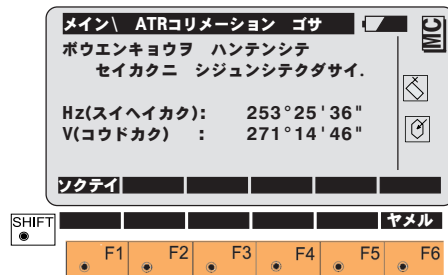 メイン\ ATRコリメーション ゴサ
MC
ボウエンキョウヲ ハンテンシテ
セイカクニ シジュンシテクダサイ.
Hz(スイヘイカク): 253°25'36"
V(コウドカク) : 271°14'46"
ソクテイ
SHIFT ヤメル
F1 F2 F3 F4 F5 F6